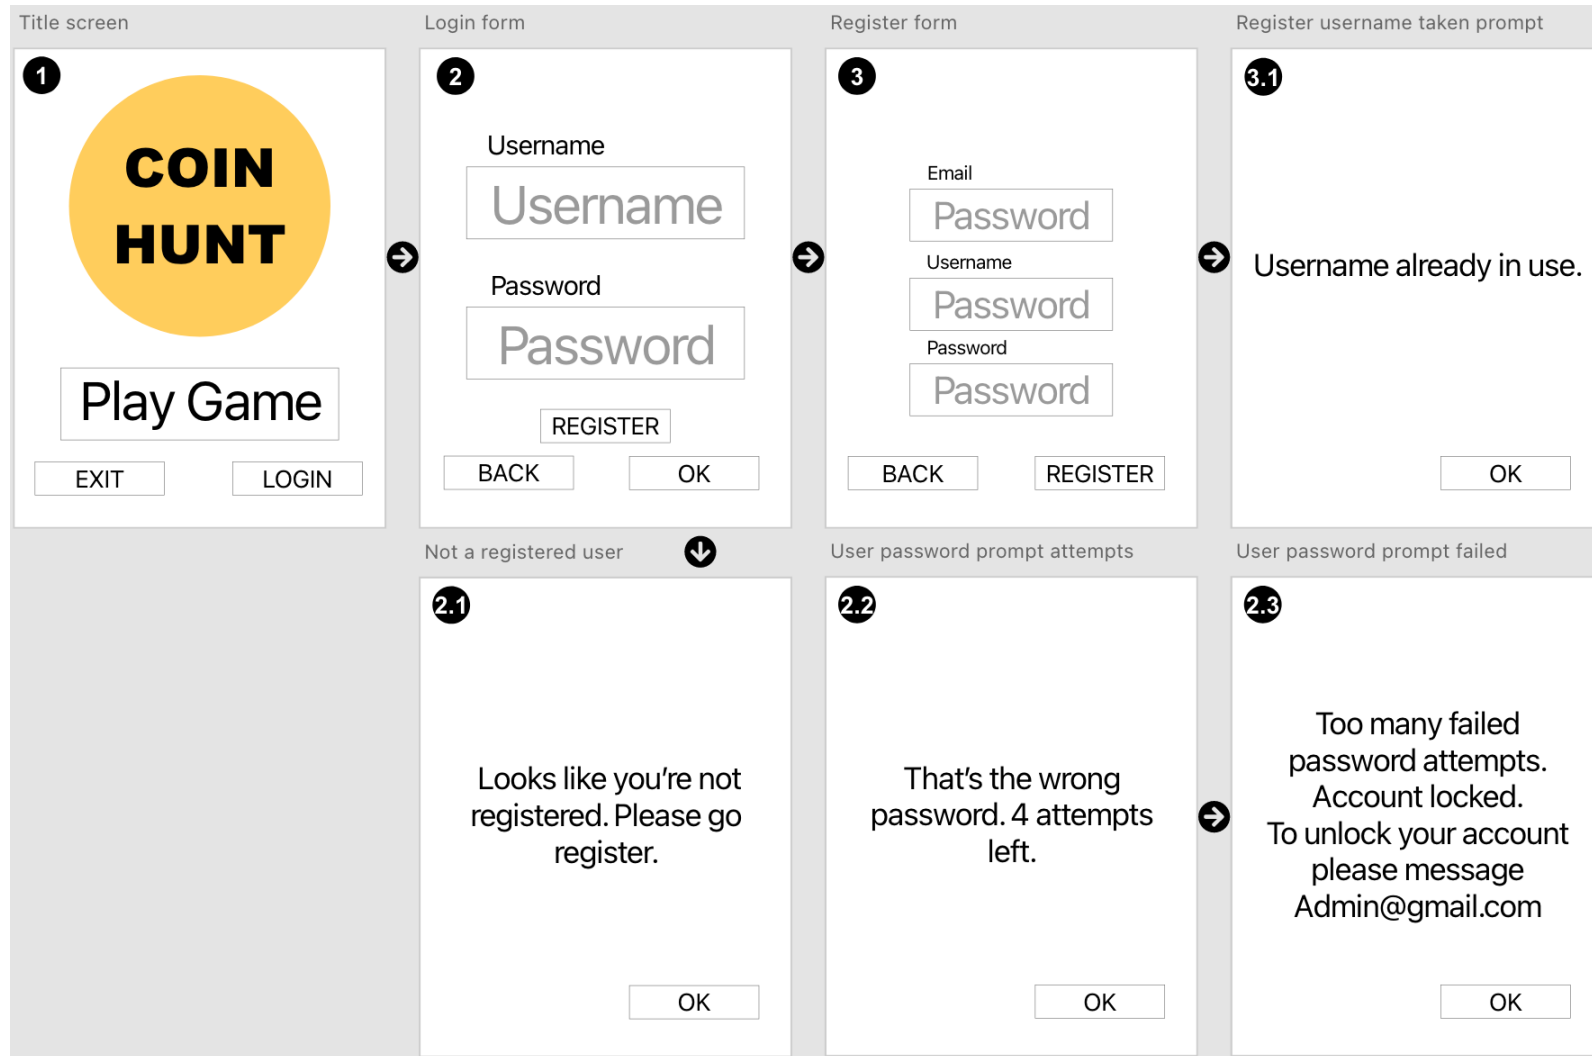 Title screen
Login form
Register form
Register username taken prompt
1
COIN
HUNT
Play Game
EXIT
LOGIN
2
Username
Username
Password
Password
REGISTER
BACK
OK
3
Email
Password
Username
Password
Password
Password
BACK
REGISTER
3.1
Username already in use.
OK
Not a registered user
User password prompt attempts
User password prompt failed
2.1
Looks like you're not
registered. Please go
register.
OK
2.2
That's the wrong
password. 4 attempts
left.
OK
2.3
Too many failed
password attempts.
Account locked.
To unlock your account
please message
Admin@gmail.com
OK